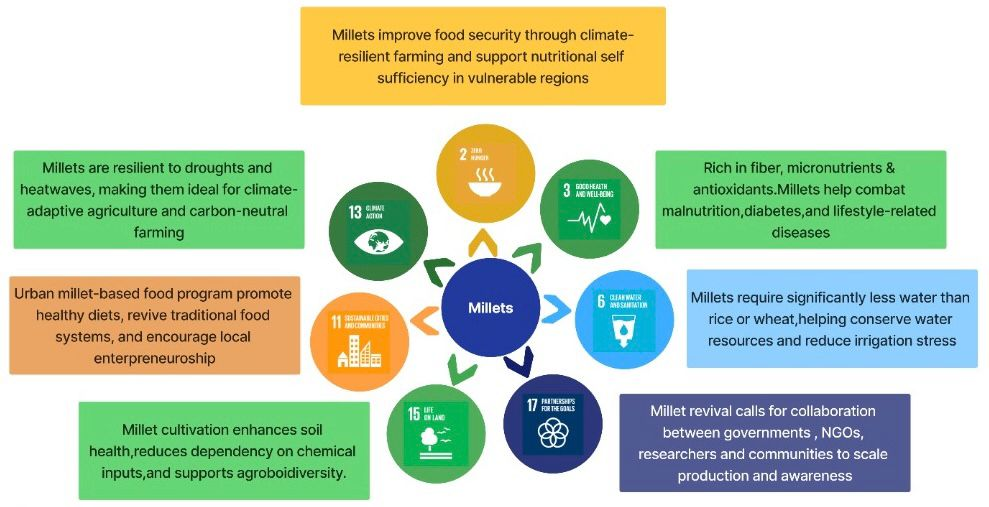 Millets improve food security through climate-
resilient farming and support nutritional self
sufficiency in vulnerable regions
2 ZERO
HUNGER
Millets are resilient to droughts and
heatwaves, making them ideal for climate-
adaptive agriculture and carbon-neutral
farming
13 CLIMATE
ACTION
3 GOOD HEALTH
AND WELL-BEING
Rich in fiber, micronutrients &
antioxidants.Millets help combat
malnutrition,diabetes,and lifestyle-related
diseases
Urban millet-based food program promote
healthy diets, revive traditional food
systems, and encourage local
enterpreneuroship
11 SUSTAINABLE CITIES
AND COMMUNITIES
Millets
6 CLEAN WATER
AND SANITATION
Millets require significantly less water than
rice or wheat,helping conserve water
resources and reduce irrigation stress
Millet cultivation enhances soil
health,reduces dependency on chemical
inputs,and supports agroboidiversity.
15 LIFE
ON LAND
17 PARTNERSHIPS
FOR THE GOALS
Millet revival calls for collaboration
between governments , NGOs,
researchers and communities to scale
production and awareness